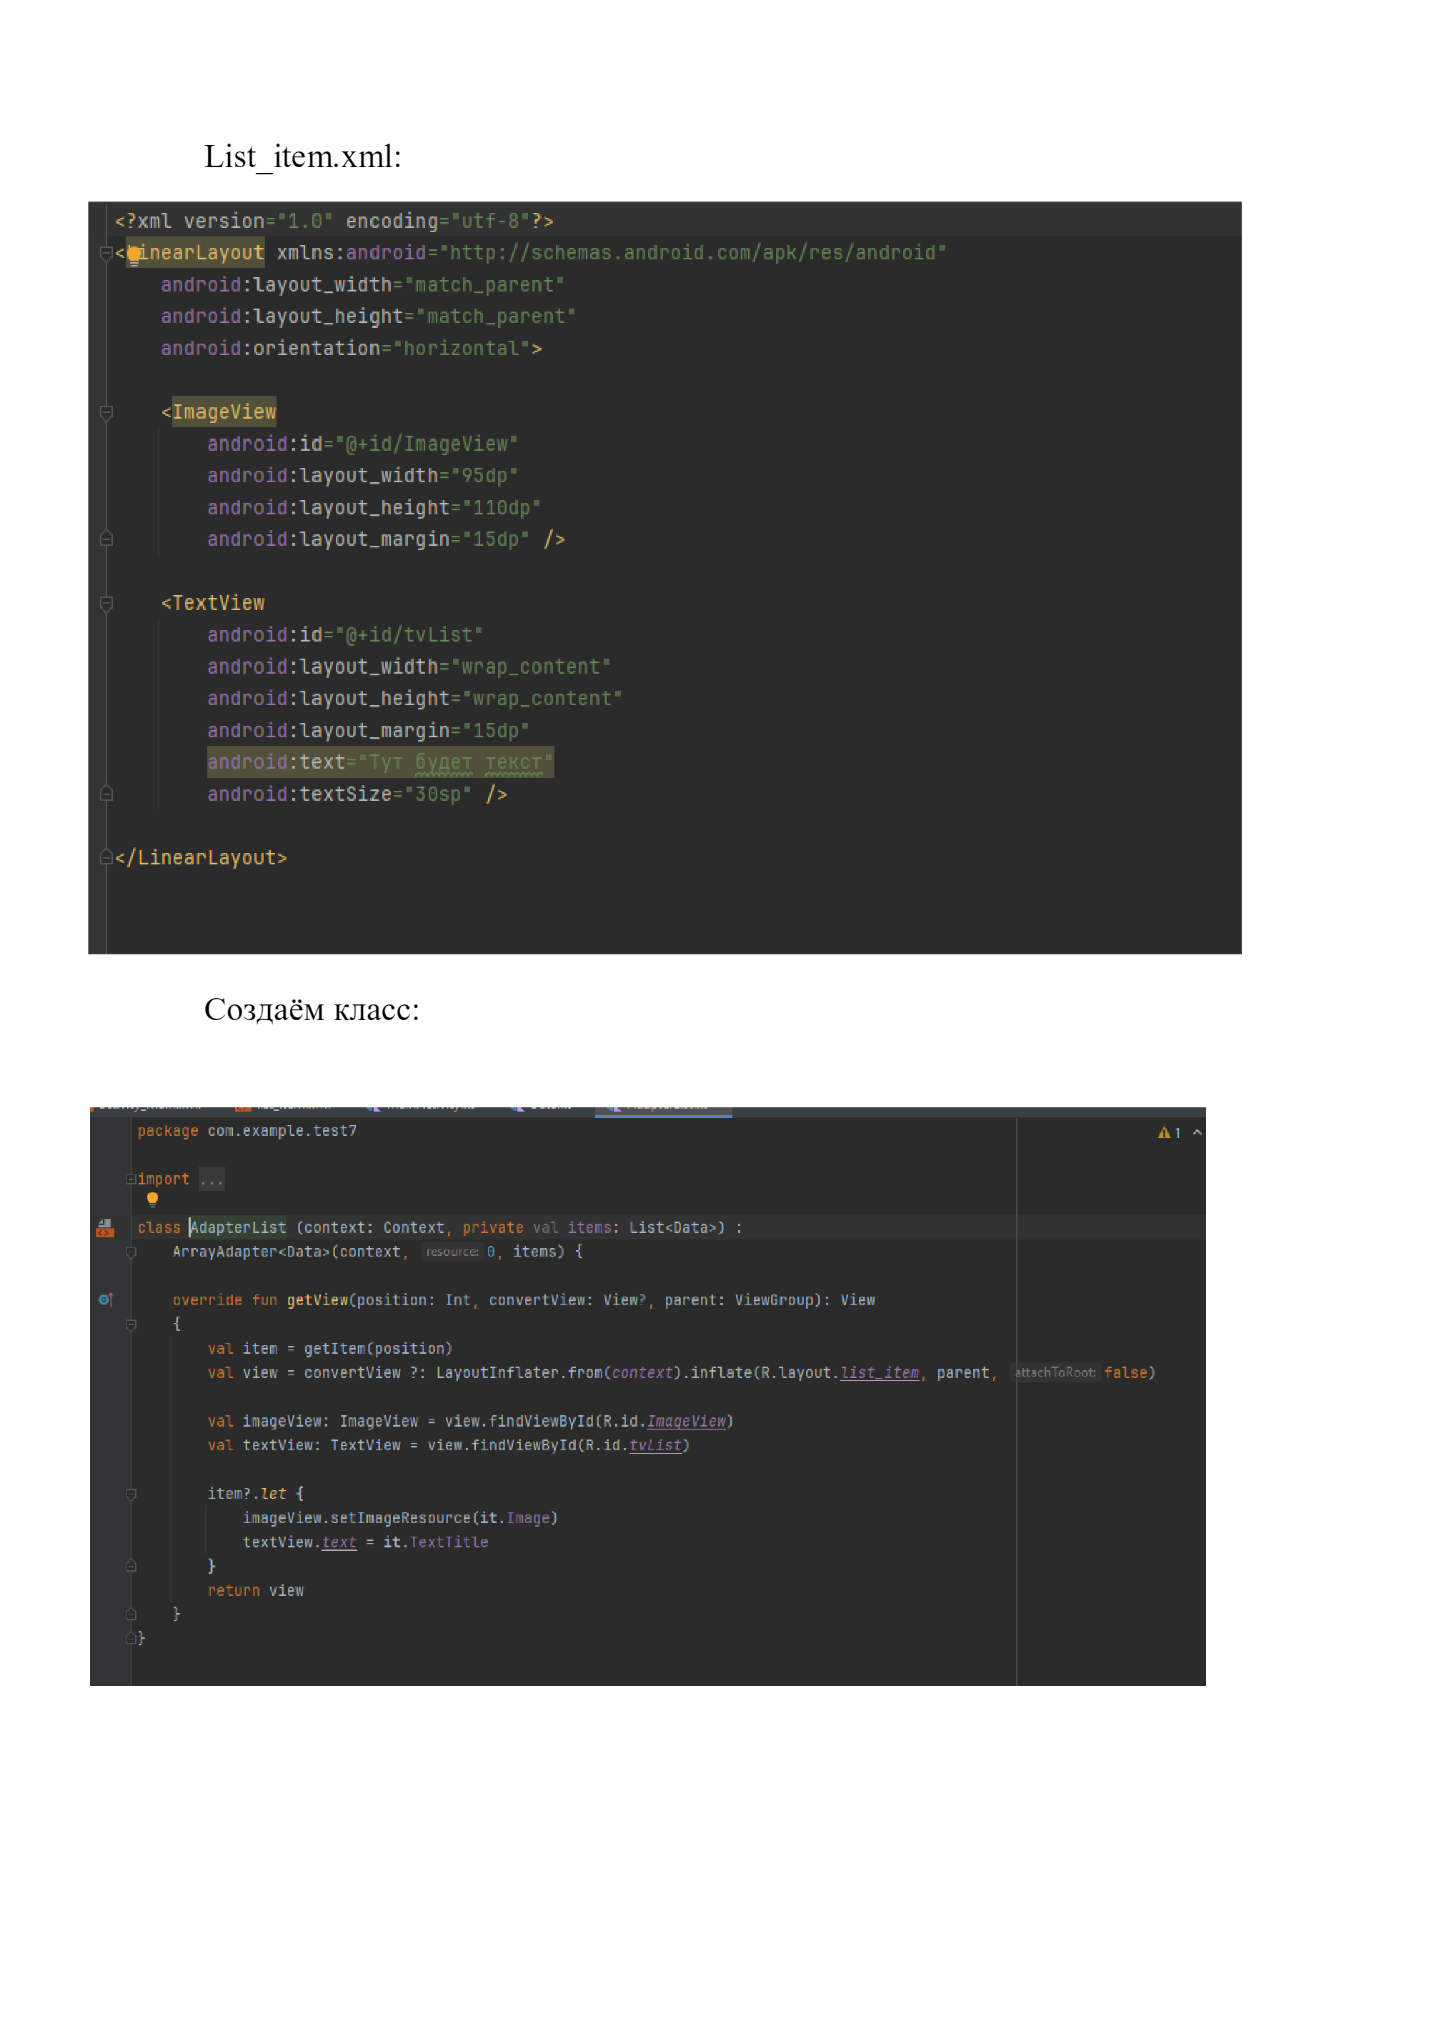 List_item.xml:
<?xml version="1.0" encoding="utf-8"?>
<LinearLayout xmlns:android="http://schemas.android.com/apk/res/android"
android:layout_width="match_parent"
android:layout_height="match_parent"
android:orientation="horizontal">
<ImageView
android:id="@+id/ImageView"
android:layout_width="95dp"
android:layout_height="110dp"
android:layout_margin="15dp" />
<TextView
android:id="@+id/tvList"
android:layout_width="wrap_content"
android:layout_height="wrap_content"
android:layout_margin="15dp"
android:text="Тут будет текст"
android:textSize="30sp" />
</LinearLayout>
Создаём класс:
package com.example.test7
1
import ...
class AdapterList (context: Context, private val items: List<Data>) :
ArrayAdapter<Data>(context, resource: 0, items) {
override fun getView(position: Int, convertView: View?, parent: ViewGroup): View
{
val item = getItem(position)
val view = convertView ?: LayoutInflater.from(context).inflate(R.layout.list_item, parent, attachToRoot: false)
val imageView: ImageView = view.findViewById(R.id.ImageView)
val textView: TextView = view.findViewById(R.id.tvList)
item?.let {
imageView.setImageResource(it.Image)
textView.text = it.TextTitle
}
return view
}
}